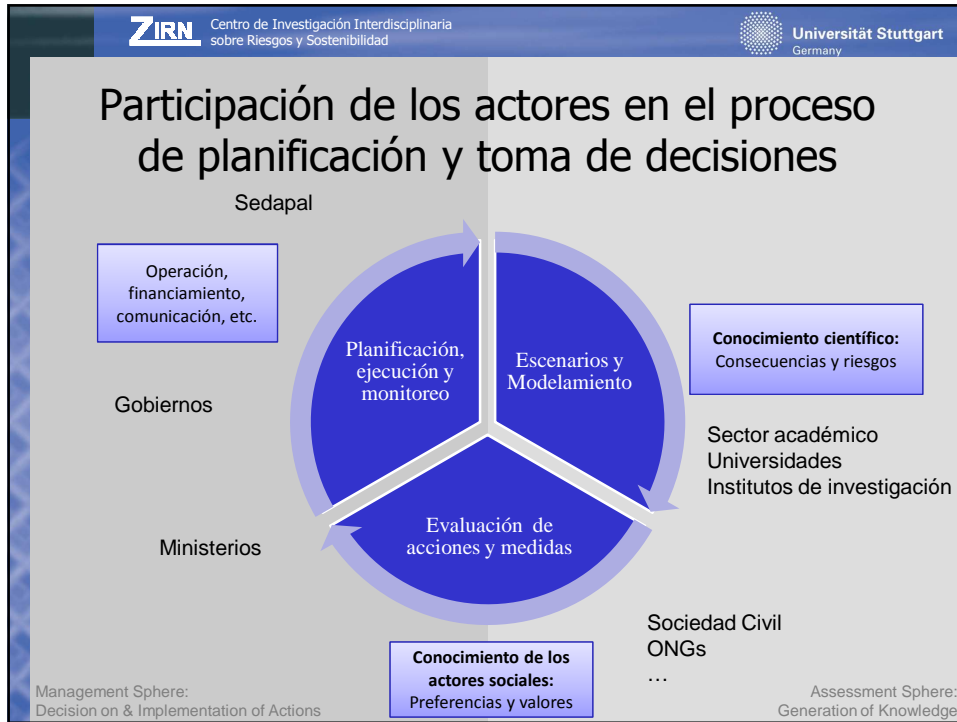 ZIRN Centro de Investigación Interdisciplinaria
sobre Riesgos y Sostenibilidad
Universität Stuttgart
Germany
Participación de los actores en el proceso
de planificación y toma de decisiones
Sedapal
Operación,
financiamiento,
comunicación, etc.
Planificación,
ejecución y
monitoreo
Escenarios y
Modelamiento
Conocimiento científico:
Consecuencias y riesgos
Gobiernos
Sector académico
Universidades
Institutos de investigación
Evaluación de
acciones y medidas
Ministerios
Sociedad Civil
ONGs
…
Conocimiento de los
actores sociales:
Preferencias y valores
Management Sphere:
Decision on & Implementation of Actions
Assessment Sphere:
Generation of Knowledge